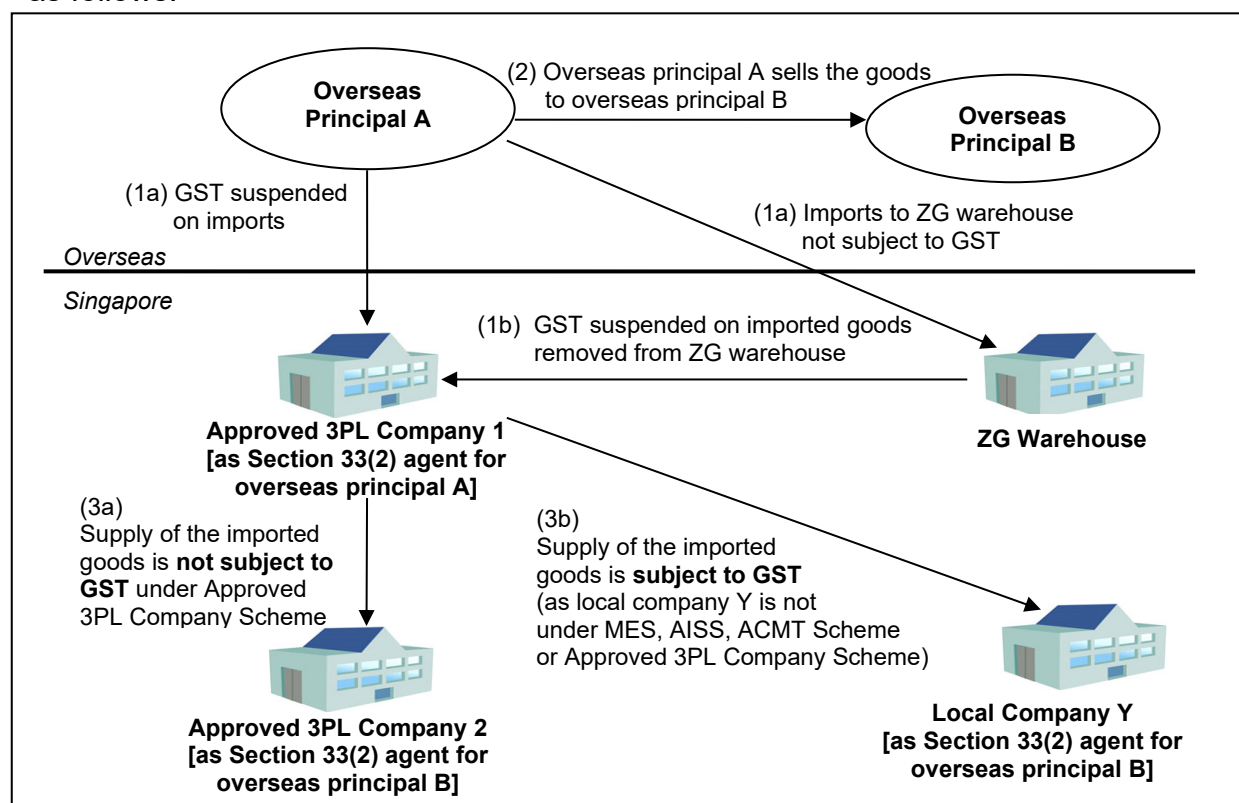 as follows:
Overseas
Principal A
(2) Overseas principal A sells the goods
to overseas principal B
Overseas
Principal B
(1a) GST suspended
on imports
(1a) Imports to ZG warehouse
not subject to GST
Overseas
Singapore
(1b) GST suspended on imported goods
removed from ZG warehouse
Approved 3PL Company 1
[as Section 33(2) agent for
overseas principal A]
ZG Warehouse
(3a)
Supply of the imported
goods is not subject to
GST under Approved
3PL Company Scheme
(3b)
Supply of the imported
goods is subject to GST
(as local company Y is not
under MES, AISS, ACMT Scheme
or Approved 3PL Company Scheme)
Approved 3PL Company 2
[as Section 33(2) agent for
overseas principal B]
Local Company Y
[as Section 33(2) agent for
overseas principal B]